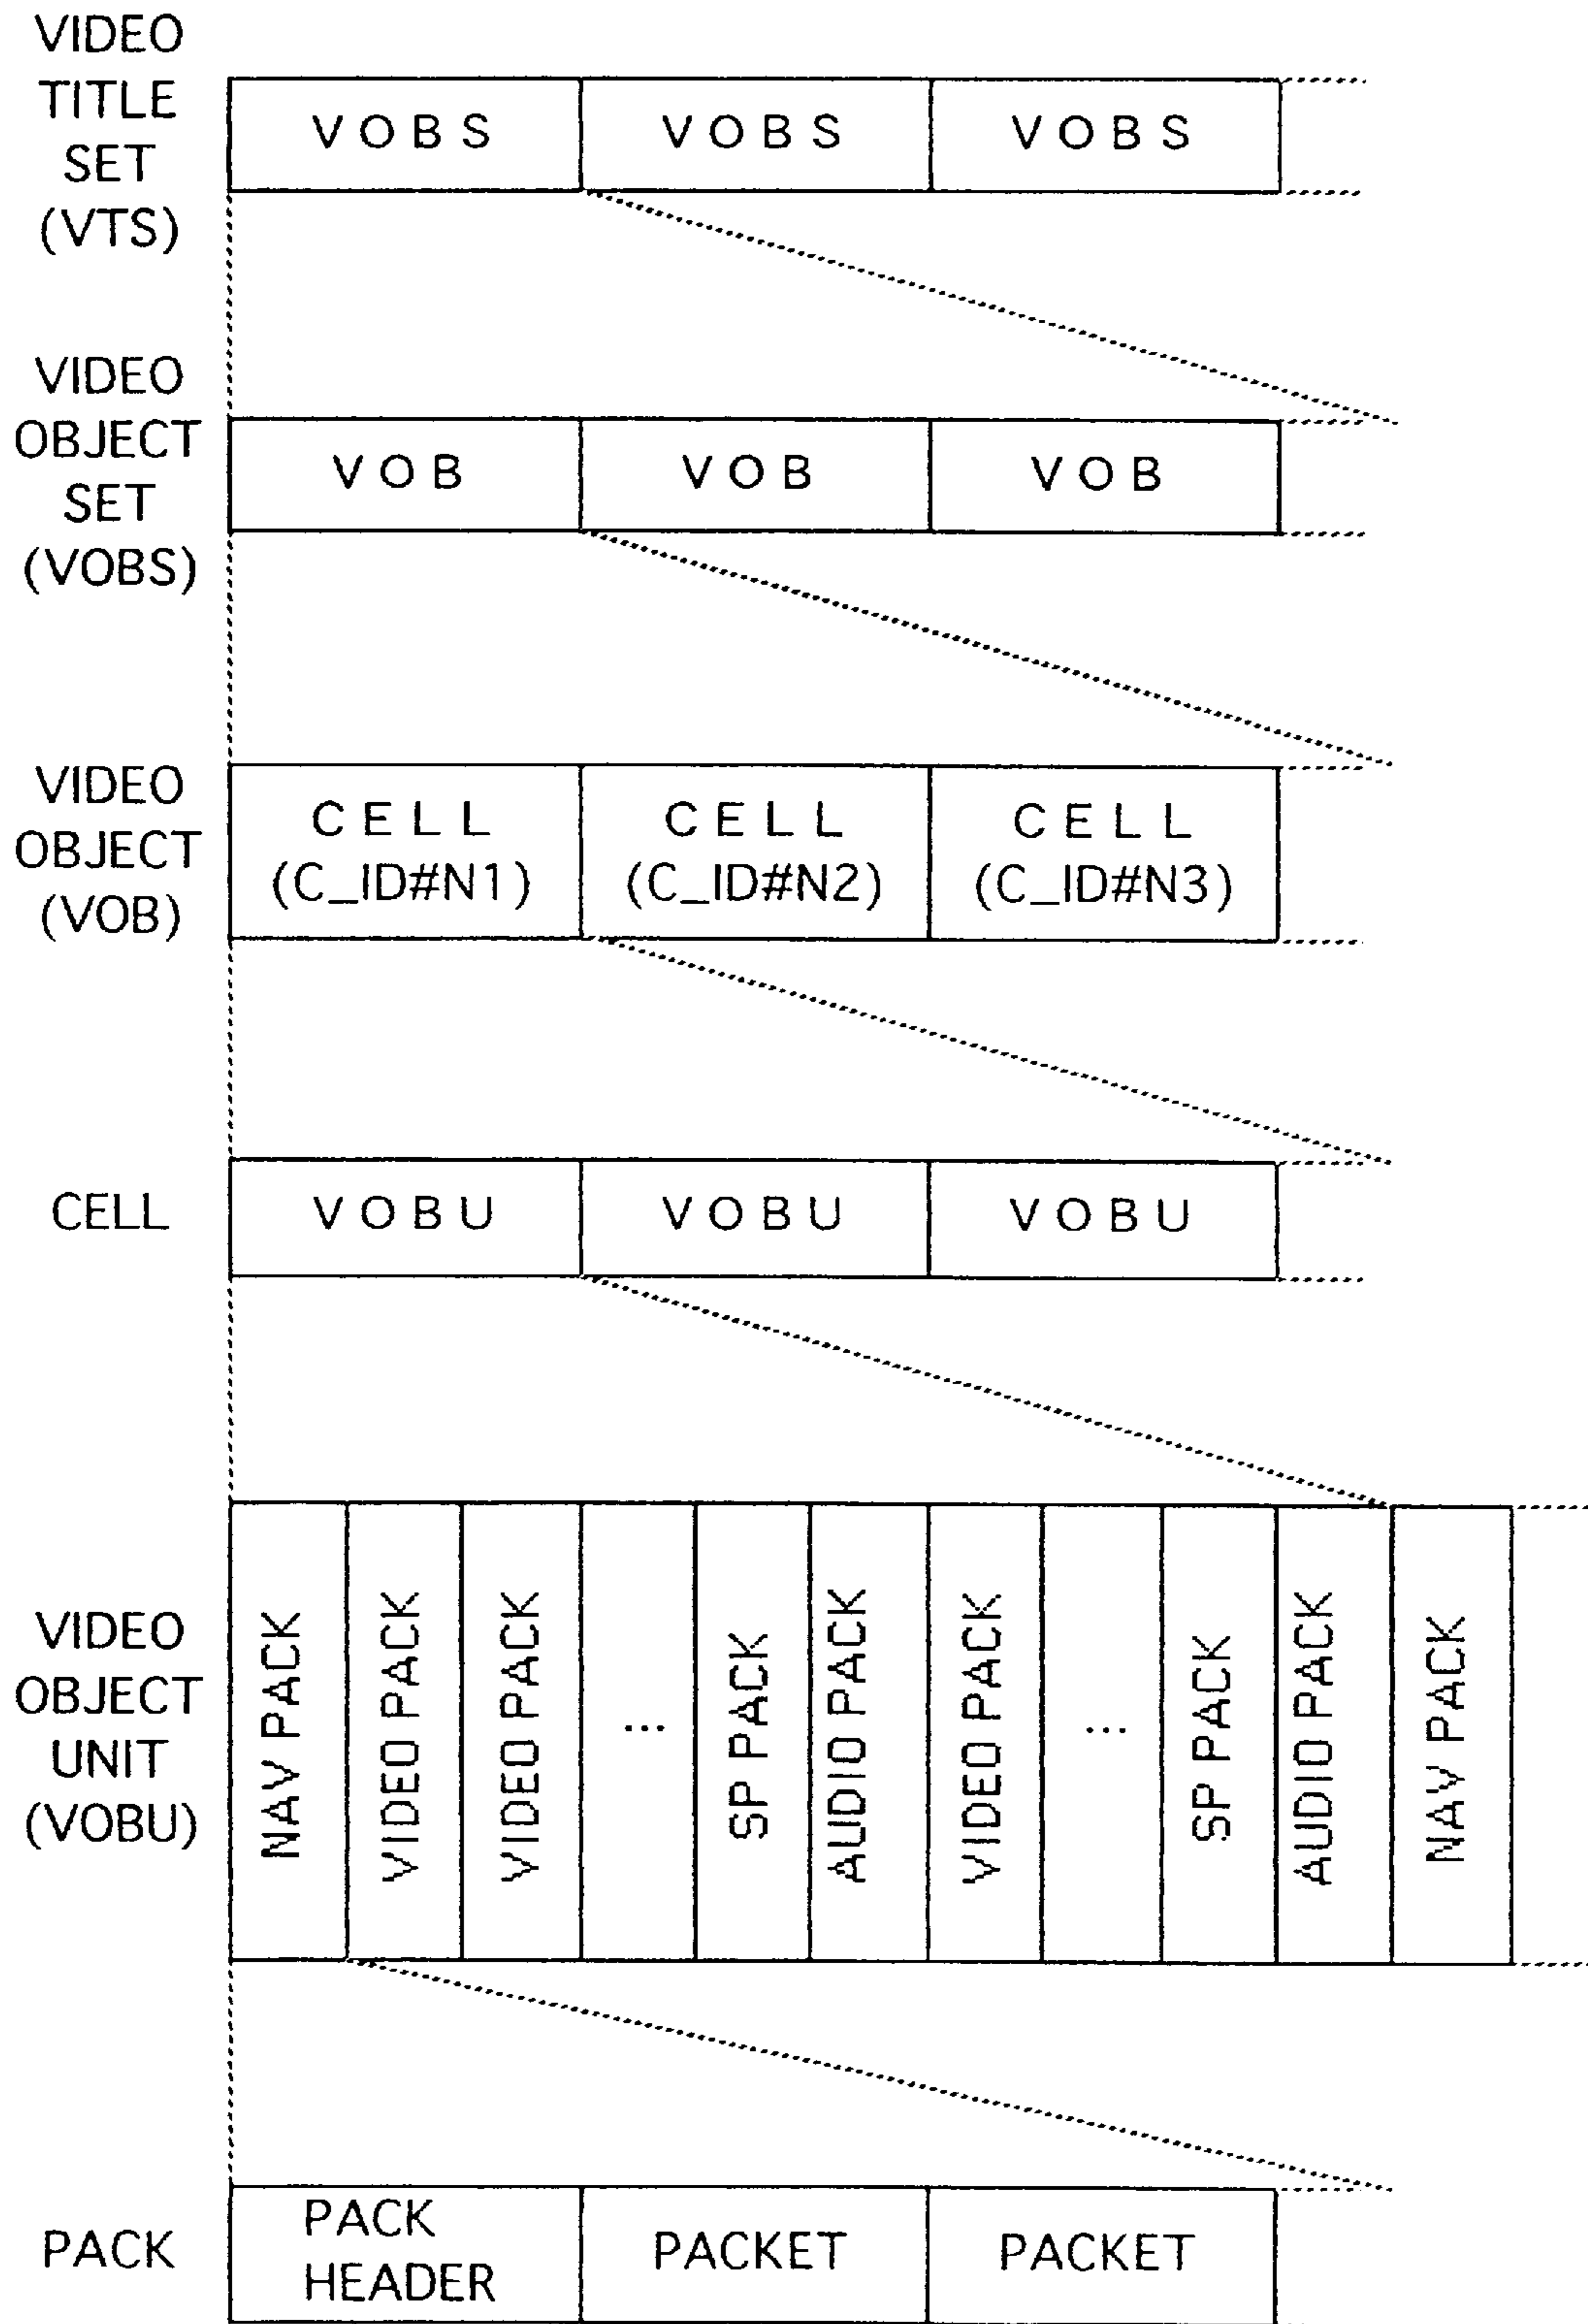 VIDEO
TITLE
SET
(VTS)
VOBS VOBS VOBS
VIDEO
OBJECT
SET
(VOBS)
VOB VOB VOB
VIDEO
OBJECT
(VOB)
CELL
(C_ID#N1)
CELL
(C_ID#N2)
CELL
(C_ID#N3)
CELL
VOBU VOBU VOBU
VIDEO
OBJECT
UNIT
(VOBU)
NAV PACK
VIDEO PACK
VIDEO PACK
...
SP PACK
AUDIO PACK
VIDEO PACK
...
SP PACK
AUDIO PACK
NAV PACK
PACK
PACK
HEADER
PACKET
PACKET